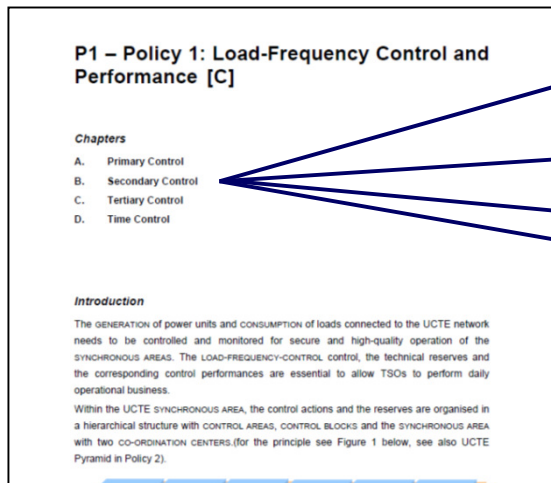 P1 – Policy 1: Load-Frequency Control and
Performance [C]
Chapters
A. Primary Control
B. Secondary Control
C. Tertiary Control
D. Time Control
Introduction
The GENERATION of power units and CONSUMPTION of loads connected to the UCTE network
needs to be controlled and monitored for secure and high-quality operation of the
SYNCHRONOUS AREAS. The LOAD-FREQUENCY-CONTROL control, the technical reserves and
the corresponding control performances are essential to allow TSOs to perform daily
operational business.
Within the UCTE SYNCHRONOUS AREA, the control actions and the reserves are organised in
a hierarchical structure with CONTROL AREAS, CONTROL BLOCKS and the SYNCHRONOUS AREA
with two CO-ORDINATION CENTERS.(for the principle see Figure 1 below, see also UCTE
Pyramid in Policy 2).